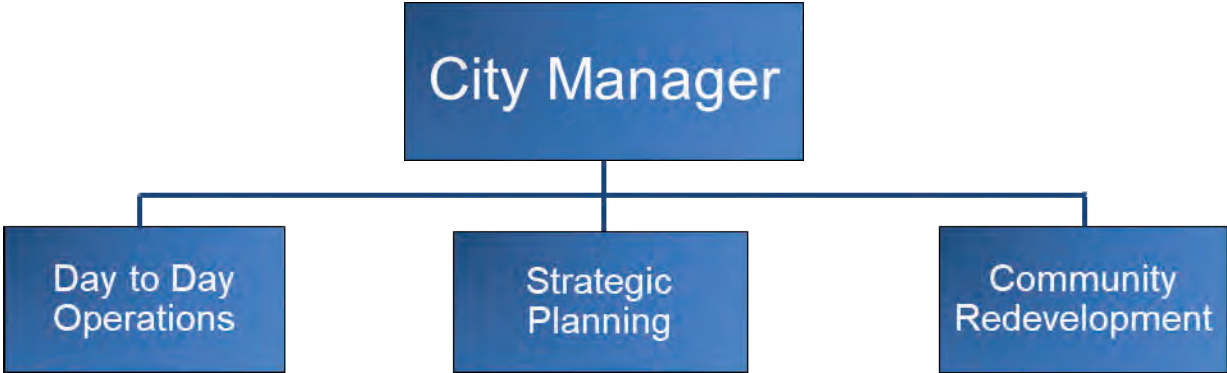 City Manager
Day to Day
Operations
Strategic
Planning
Community
Redevelopment